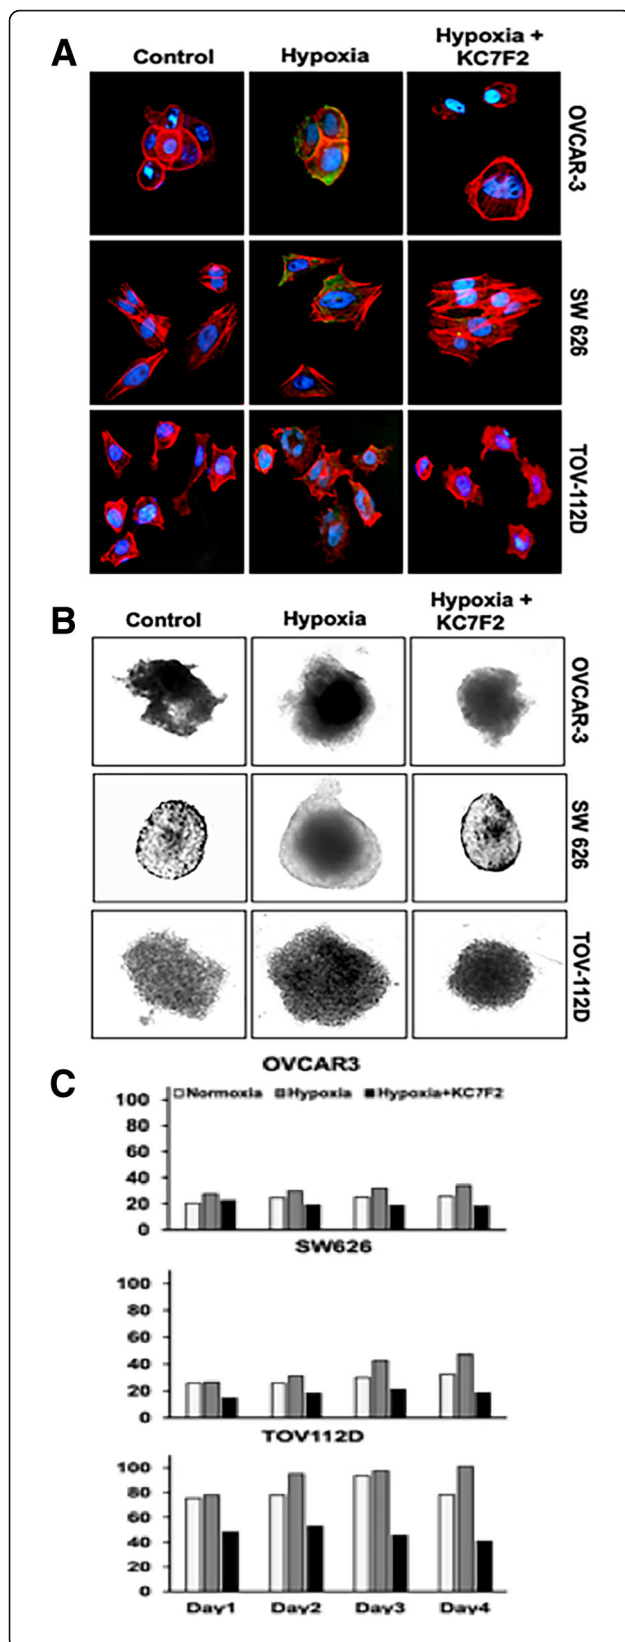 A
Control
Hypoxia
Hypoxia +
KC7F2
OVCAR-3
SW 626
TOV-112D
B
Control
Hypoxia
Hypoxia +
KC7F2
OVCAR-3
SW 626
TOV-112D
C
OVCAR3
Normoxia Hypoxia Hypoxia+KC7F2
100
80
60
40
20
0
SW626
100
80
60
40
20
0
TOV112D
100
80
60
40
20
0
Day1 Day2 Day3 Day4